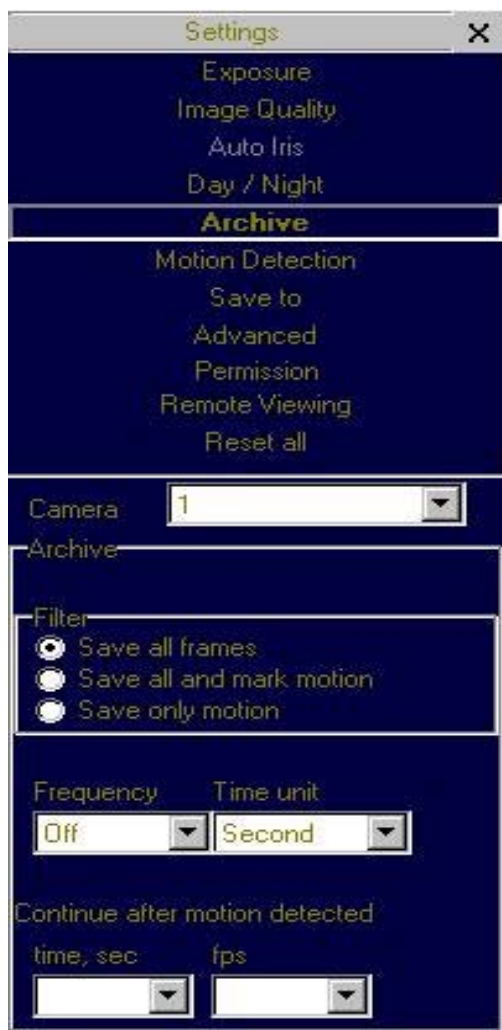 Settings
Exposure
Image Quality
Auto Iris
Day / Night
Archive
Motion Detection
Save to
Advanced
Permission
Remote Viewing
Reset all
Camera 1
Archive
Filter
Save all frames
Save all and mark motion
Save only motion
Frequency Time unit
Off Second
Continue after motion detected
time, sec fps